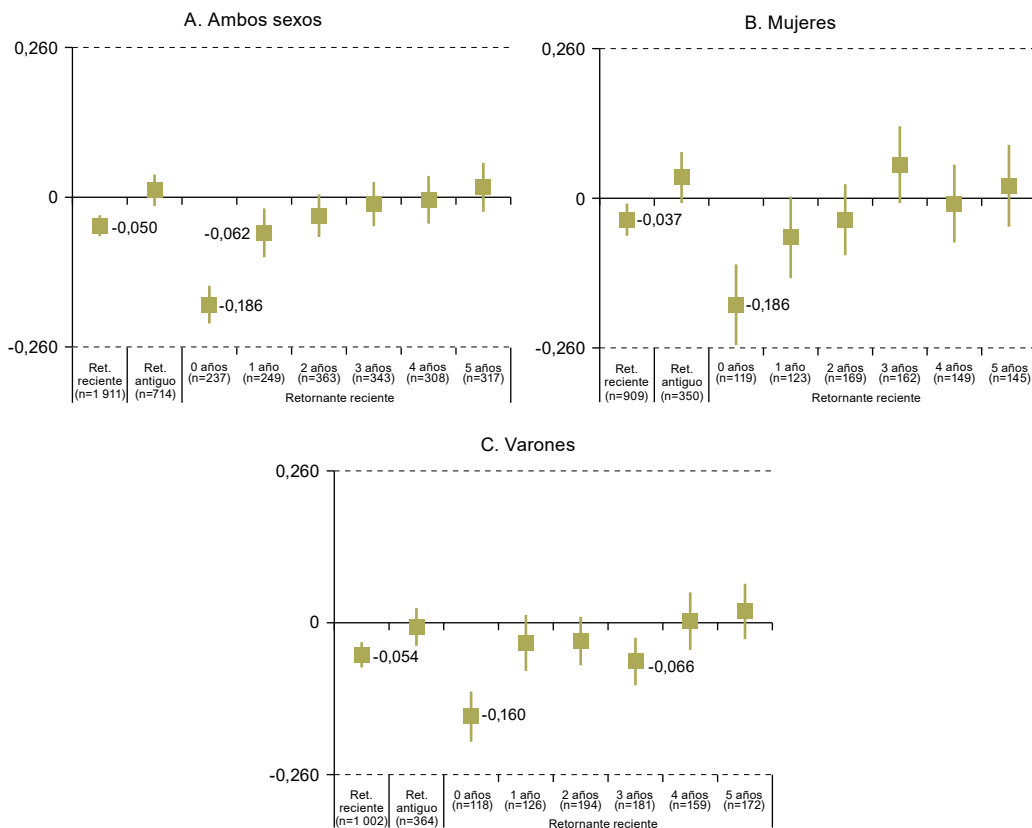 A. Ambos sexos
0,260
0
-0,260
-0,050
-0,062
-0,186
Ret. reciente (n=1 911)
Ret. antiguo (n=714)
0 años (n=237)
1 año (n=249)
2 años (n=363)
3 años (n=343)
4 años (n=308)
5 años (n=317)
Retornante reciente
B. Mujeres
0,260
0
-0,260
-0,037
-0,186
Ret. reciente (n=909)
Ret. antiguo (n=350)
0 años (n=119)
1 año (n=123)
2 años (n=169)
3 años (n=162)
4 años (n=149)
5 años (n=145)
Retornante reciente
C. Varones
0,260
0
-0,260
-0,054
-0,160
-0,066
Ret. reciente (n=1 002)
Ret. antiguo (n=364)
0 años (n=118)
1 año (n=126)
2 años (n=194)
3 años (n=181)
4 años (n=159)
5 años (n=172)
Retornante reciente